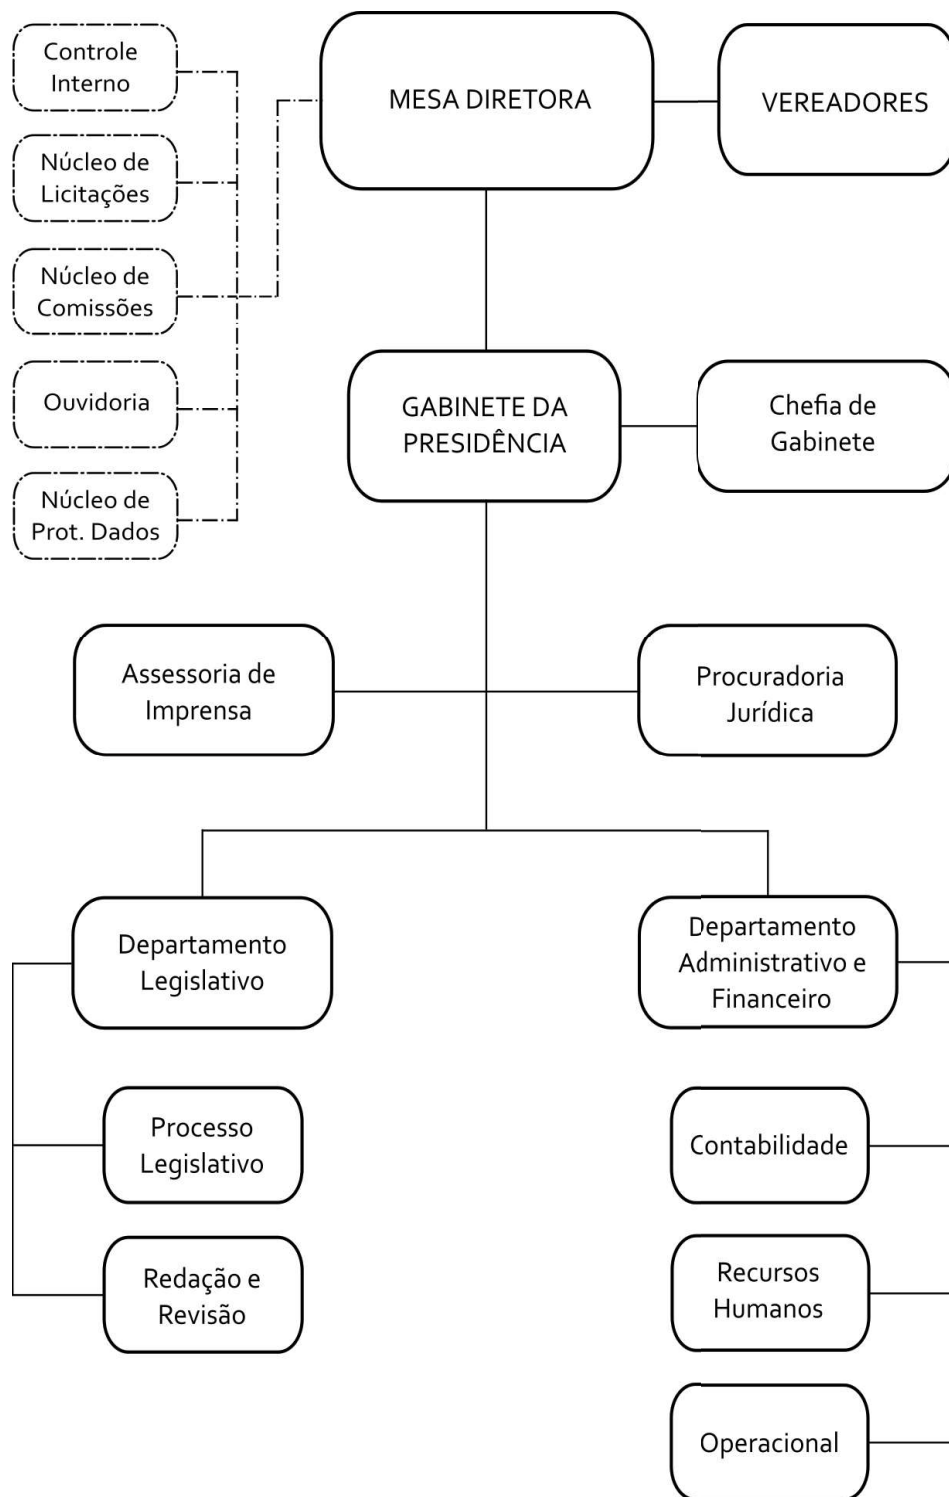 Controle
Interno
MESA DIRETORA
VEREADORES
Núcleo de
Licitações
Núcleo de
Comissões
Ouvidoria
Núcleo de
Prot. Dados
GABINETE DA
PRESIDÊNCIA
Chefia de
Gabinete
Assessoria de
Imprensa
Procuradoria
Jurídica
Departamento
Legislativo
Departamento
Administrativo e
Financeiro
Processo
Legislativo
Contabilidade
Redação e
Revisão
Recursos
Humanos
Operacional